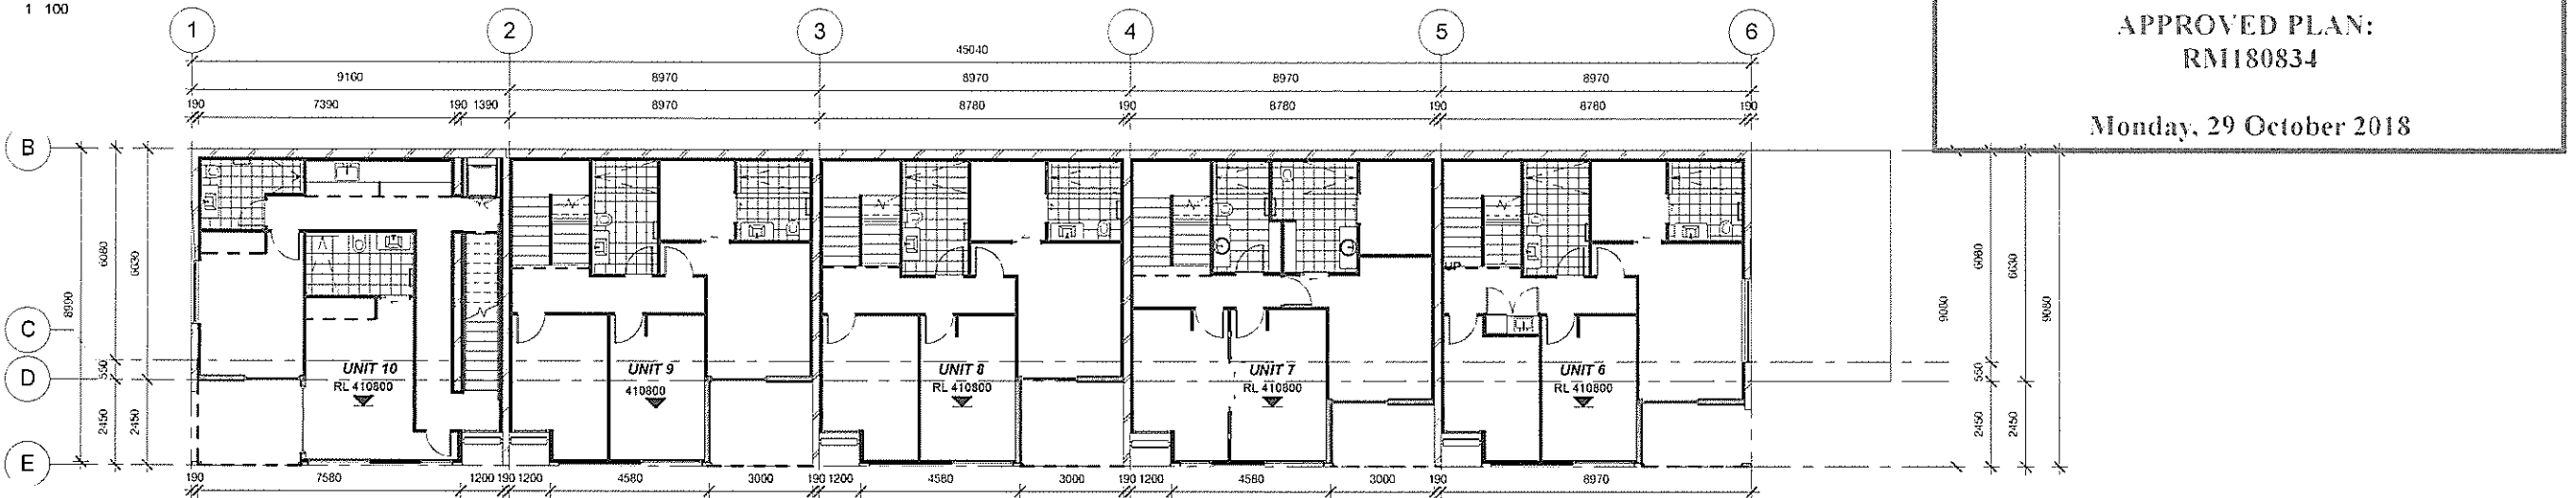 1 100
APPROVED PLAN:
RM180834
Monday, 29 October 2018
1 2 3 4 5 6
45040
9160 8970 8970 8970 8970
190 7390 190 1390 8970 8780 190 8780 190 8780 190
B
C
D
E
8990 6080 6630
550
2450 2450
UP
UNIT 10
RL 410800
UNIT 9
410800
UNIT 8
RL 410800
UNIT 7
RL 410800
UNIT 6
RL 410800
9080 6080 6630 9080
550
2450 2450
190 7580 1200 190 1200 4580 3000 190 1200 4580 3000 190 1200 4580 3000 190 8970